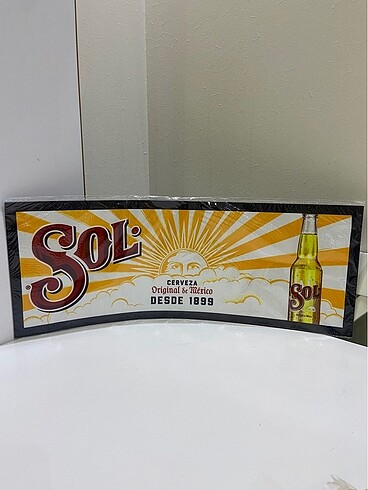 SOL
CERVEZA
Original de México
DESDE 1899
SOL